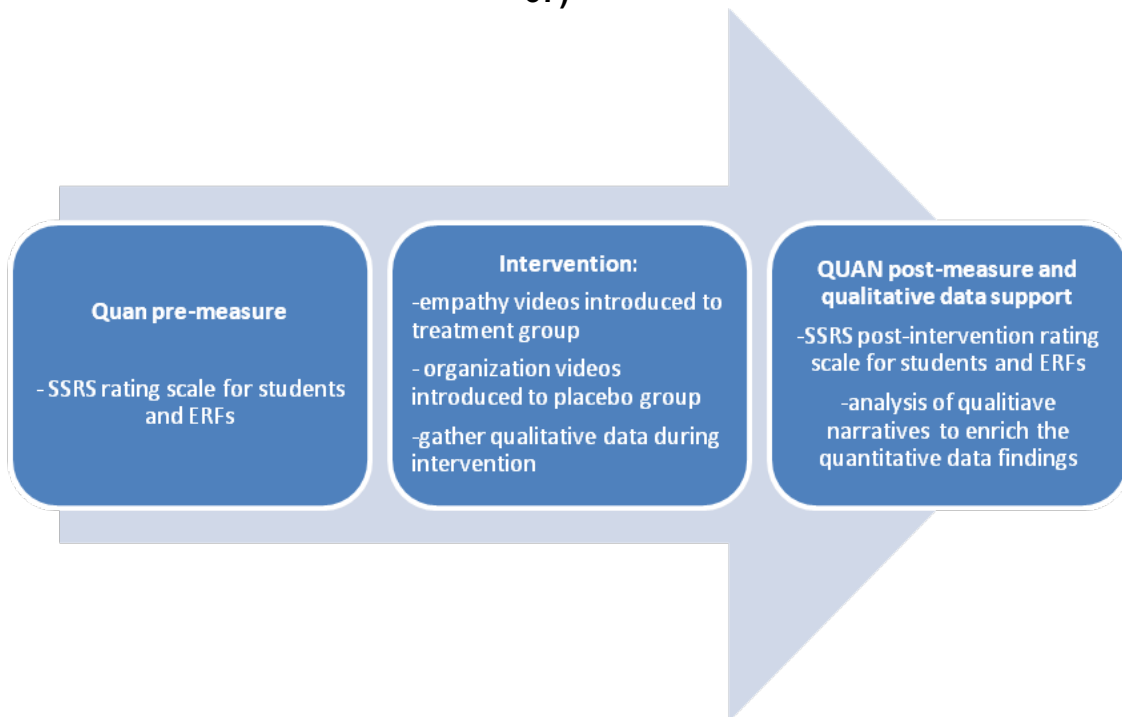 Quan pre-measure
- SSRS rating scale for students
and ERFs
Intervention:
-empathy videos introduced to
treatment group
- organization videos
introduced to placebo group
-gather qualitative data during
intervention
QUAN post-measure and
qualitative data support
-SSRS post-intervention rating
scale for students and ERFs
-analysis of qualitiave
narratives to enrich the
quantitative data findings